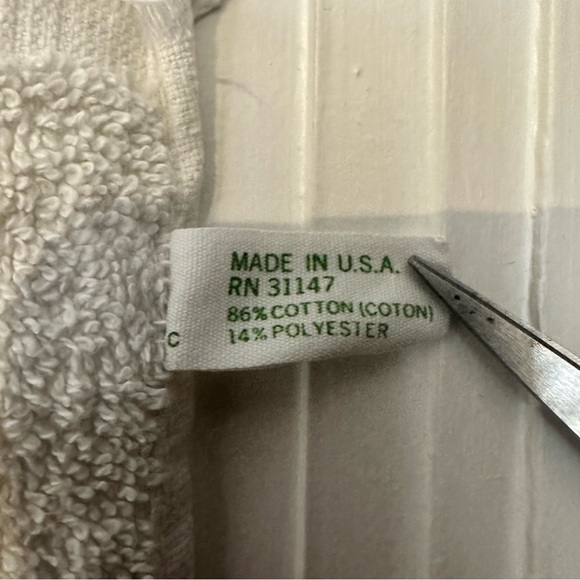 MADE IN U.S.A.
RN 31147
86% COTTON (COTON)
14% POLYESTER
C